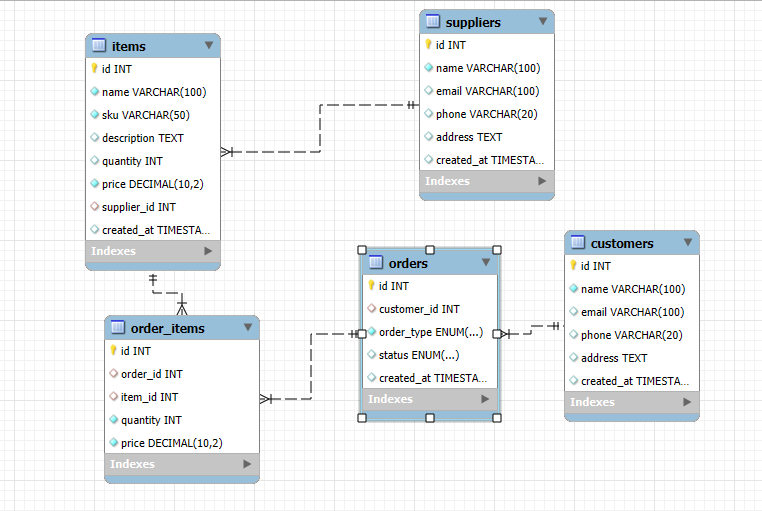 items
id INT
name VARCHAR(100)
sku VARCHAR(50)
description TEXT
quantity INT
price DECIMAL(10,2)
supplier_id INT
created_at TIMESTA...
Indexes
suppliers
id INT
name VARCHAR(100)
email VARCHAR(100)
phone VARCHAR(20)
address TEXT
created_at TIMESTA...
Indexes
order_items
id INT
order_id INT
item_id INT
quantity INT
price DECIMAL(10,2)
Indexes
orders
id INT
customer_id INT
order_type ENUM(...)
status ENUM(...)
created_at TIMESTA...
Indexes
customers
id INT
name VARCHAR(100)
email VARCHAR(100)
phone VARCHAR(20)
address TEXT
created_at TIMESTA...
Indexes